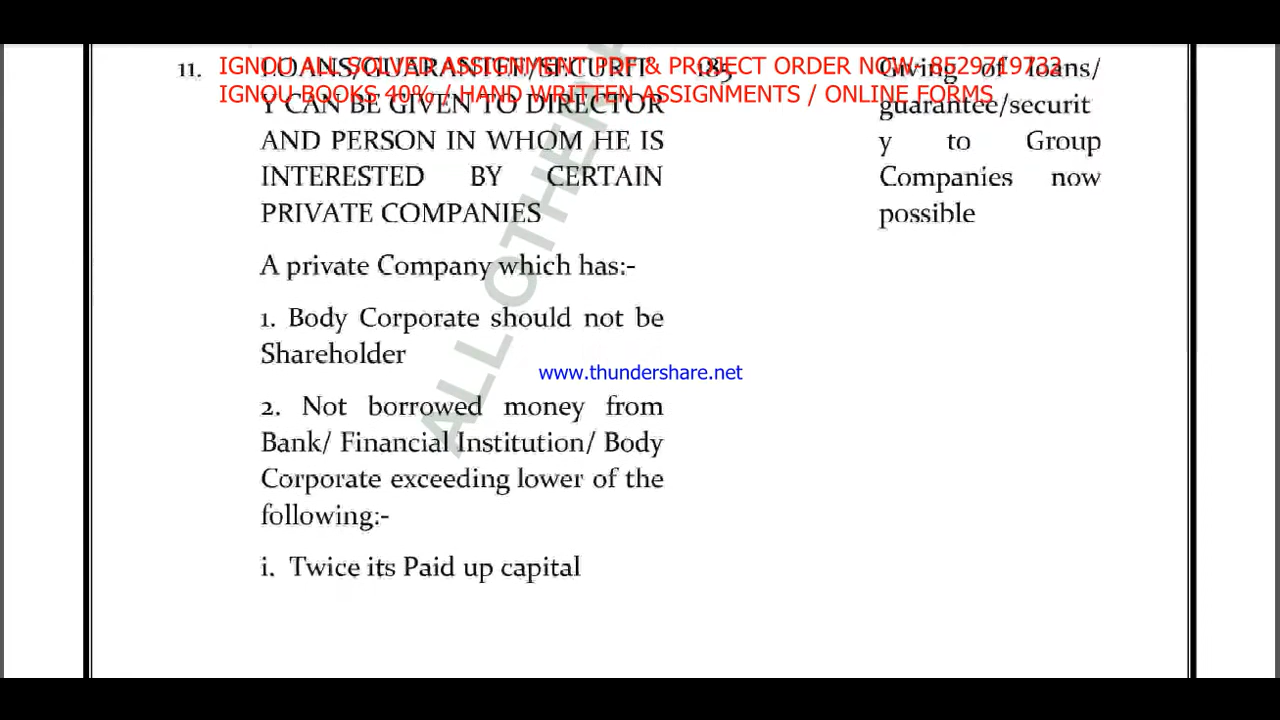 IGNOU ALL SOLVED ASSIGNMENT PDF & PROJECT ORDER NOW- 8529719732
IGNOU BOOKS 40% / HAND WRITTEN ASSIGNMENTS / ONLINE FORMS
11. LOANS/GUARANTEE/SECURIT 185 Giving of loans/
Y CAN BE GIVEN TO DIRECTOR guarantee/securit
AND PERSON IN WHOM HE IS y to Group
INTERESTED BY CERTAIN Companies now
PRIVATE COMPANIES possible
A private Company which has:-
1. Body Corporate should not be
Shareholder
www.thundershare.net
2. Not borrowed money from
Bank/ Financial Institution/ Body
Corporate exceeding lower of the
following:-
i. Twice its Paid up capital
ALL OTHER